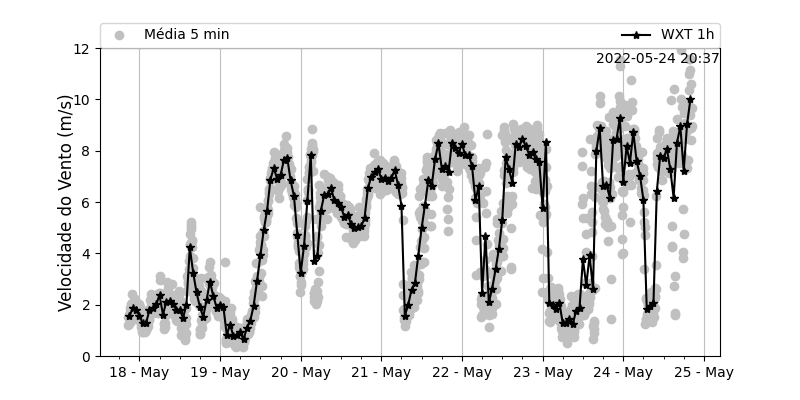 Média 5 min
WXT 1h
2022-05-24 20:37
Velocidade do Vento (m/s)
12
10
8
6
4
2
0
18 - May
19 - May
20 - May
21 - May
22 - May
23 - May
24 - May
25 - May